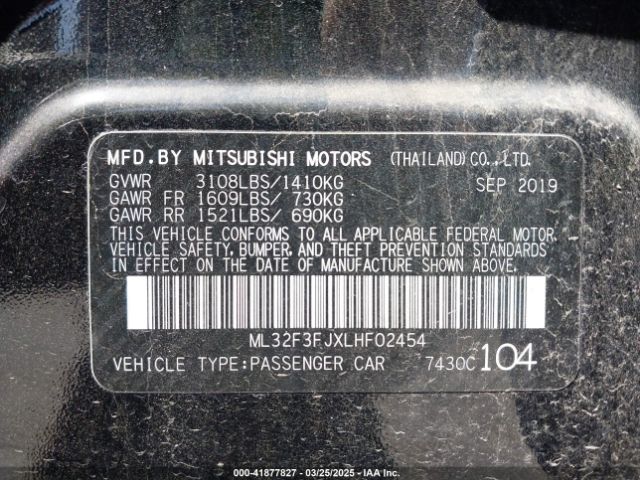 MFD.BY MITSUBISHI MOTORS (THAILAND)CO.,LTD.
GVWR 3108LBS/1410KG SEP 2019
GAWR FR 1609LBS/ 730KG
GAWR RR 1521LBS/ 690KG
THIS VEHICLE CONFORMS TO ALL APPLICABLE FEDERAL MOTOR
VEHICLE SAFETY, BUMPER, AND THEFT PREVENTION STANDARDS
IN EFFECT ON THE DATE OF MANUFACTURE SHOWN ABOVE.
ML32F3FJXLHF02454
VEHICLE TYPE:PASSENGER CAR 7430C 104
000-41877827 - 03/25/2025 - IAA Inc.